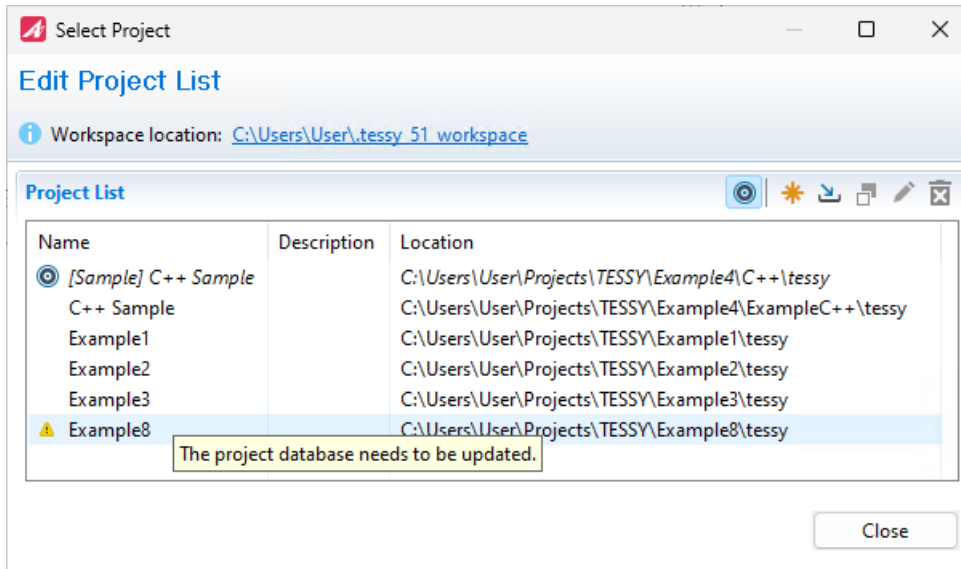 Select Project
Edit Project List
Workspace location: C:\Users\User\.tessy_51_workspace
Project List
Name Description Location
[Sample] C++ Sample C:\Users\User\Projects\TESSY\Example4\C++\tessy
C++ Sample C:\Users\User\Projects\TESSY\Example4\ExampleC++\tessy
Example1 C:\Users\User\Projects\TESSY\Example1\tessy
Example2 C:\Users\User\Projects\TESSY\Example2\tessy
Example3 C:\Users\User\Projects\TESSY\Example3\tessy
Example8 C:\Users\User\Projects\TESSY\Example8\tessy
The project database needs to be updated.
Close